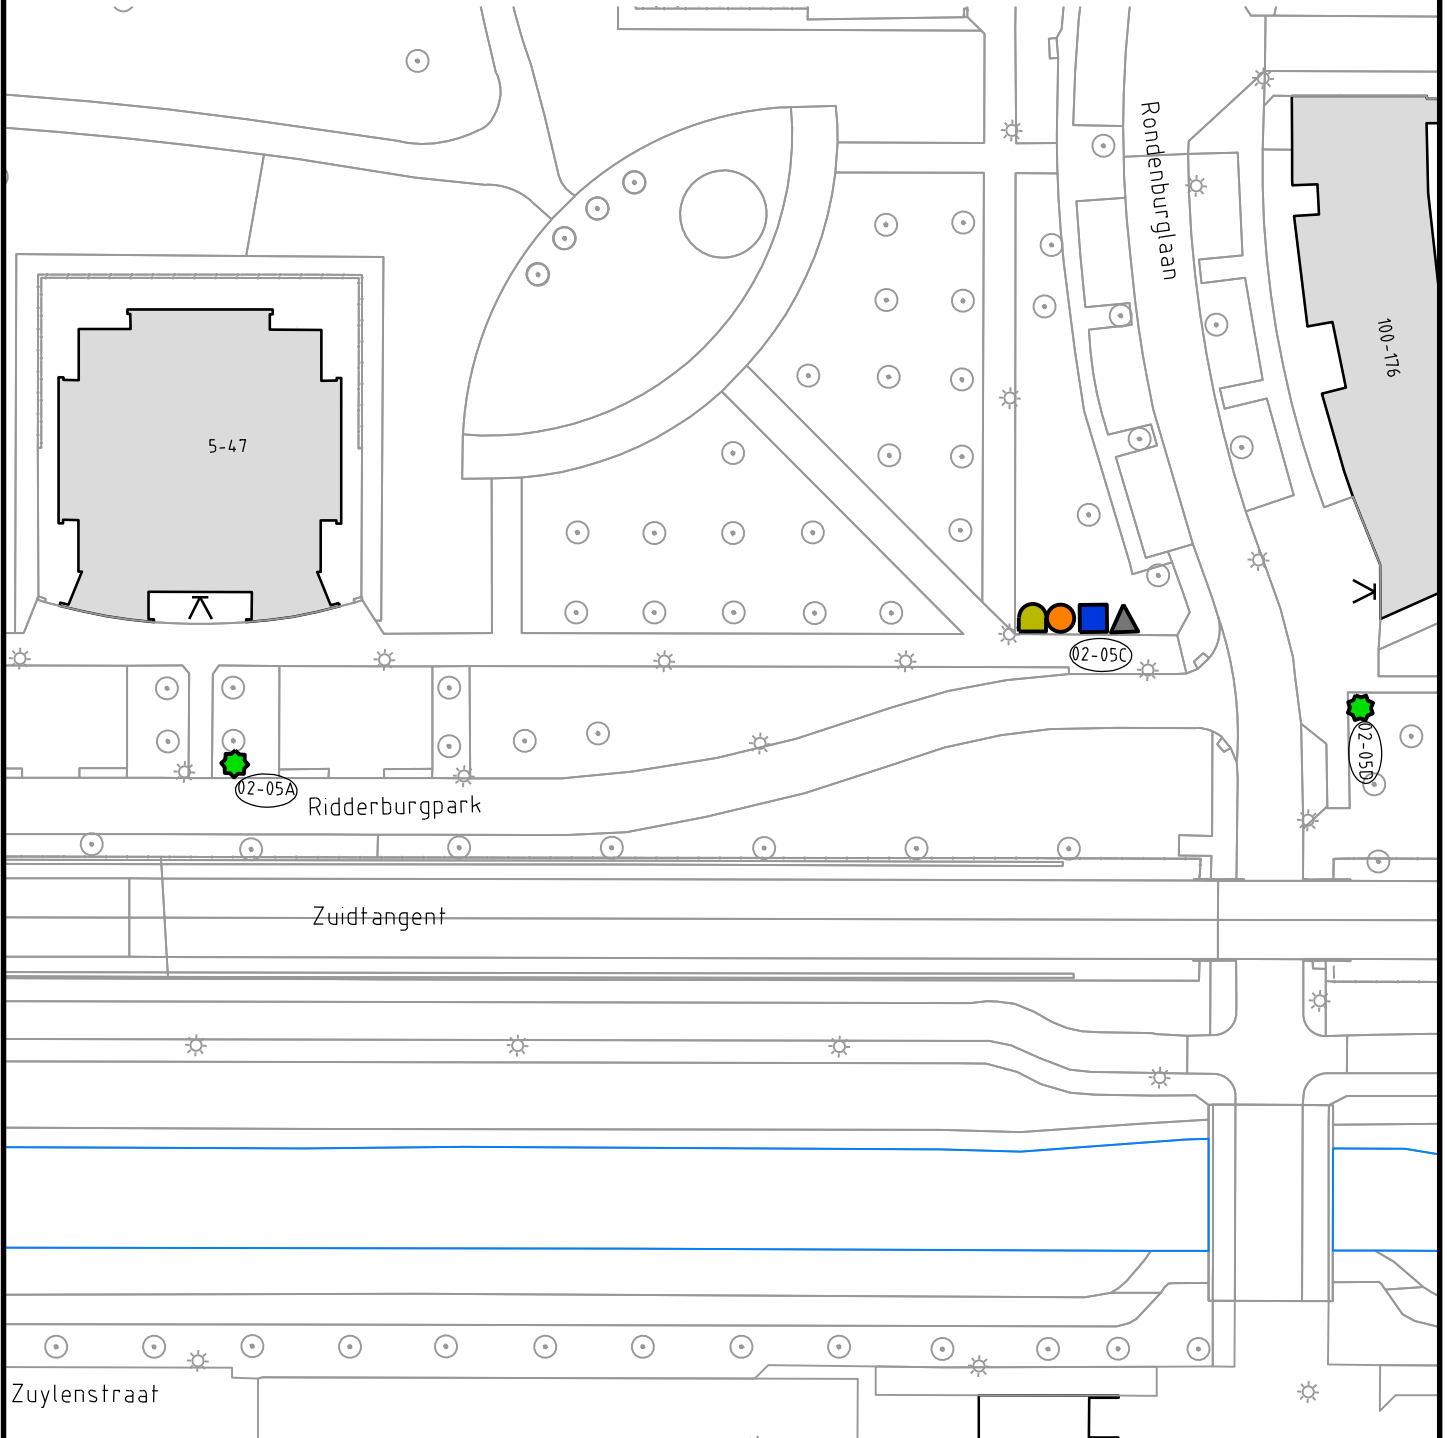 Rondenburglaan
100-176
5-47
02-05C
02-05D
02-05A
Ridderburgpark
Zuidtangent
Zuylenstraat